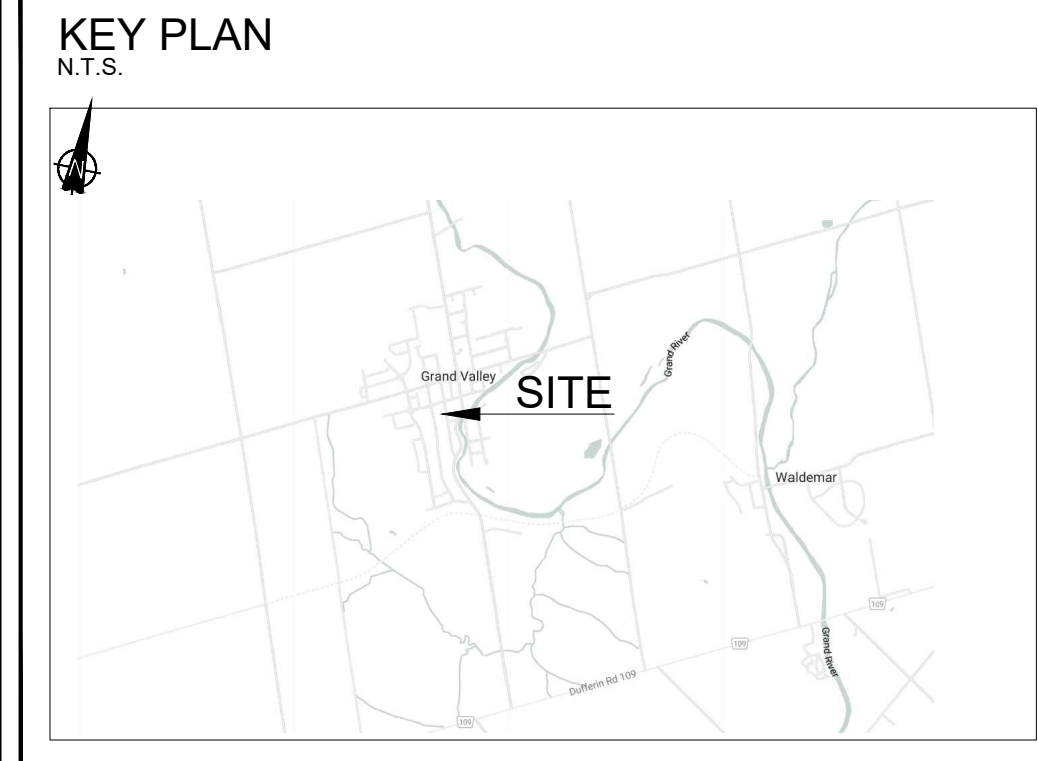 KEY PLAN
N.T.S.
N
Grand River
Grand Valley
SITE
Waldemar
109
Grand River
109
Dufferin Rd 109
109